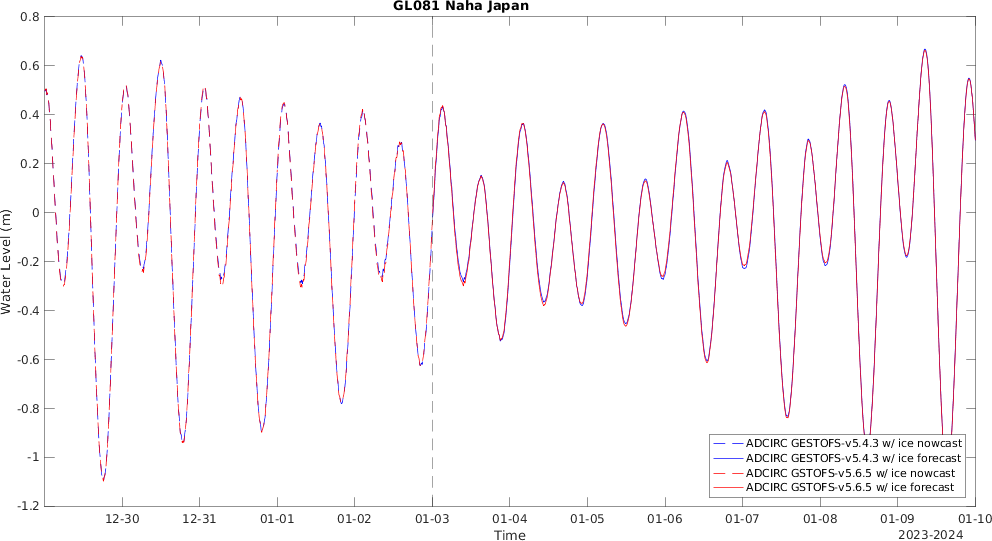 GL081 Naha Japan
0.8
0.6
0.4
0.2
0
-0.2
-0.4
-0.6
-0.8
-1
-1.2
Water Level (m)
ADCIRC GESTOFS-v5.4.3 w/ ice nowcast
ADCIRC GESTOFS-v5.4.3 w/ ice forecast
ADCIRC GSTOFS-v5.6.5 w/ ice nowcast
ADCIRC GSTOFS-v5.6.5 w/ ice forecast
12-30 12-31 01-01 01-02 01-03 01-04 01-05 01-06 01-07 01-08 01-09 01-10
Time
2023-2024